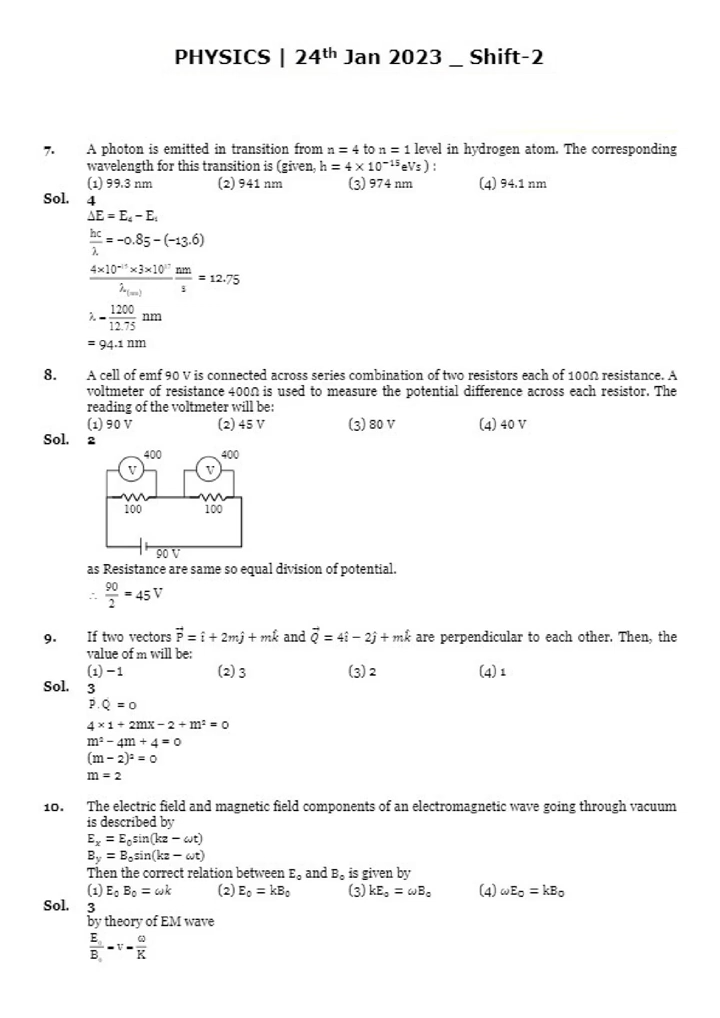 PHYSICS | 24th Jan 2023 _ Shift-2
7. A photon is emitted in transition from n = 4 to n = 1 level in hydrogen atom. The corresponding
wavelength for this transition is (given, h = 4 × 10⁻¹⁵eVs) :
(1) 99.3 nm (2) 941 nm (3) 974 nm (4) 94.1 nm
Sol. 4
ΔE = E₄ – E₁
hc/λ = –0.85 – (–13.6)
4×10⁻¹⁵×3×10¹⁷/λ(nm) nm/s = 12.75
λ = 1200/12.75 nm
= 94.1 nm
8. A cell of emf 90 V is connected across series combination of two resistors each of 100Ω resistance. A
voltmeter of resistance 400Ω is used to measure the potential difference across each resistor. The
reading of the voltmeter will be:
(1) 90 V (2) 45 V (3) 80 V (4) 40 V
Sol. 2
400 400
V V
100 100
90 V
as Resistance are same so equal division of potential.
∴ 90/2 = 45 V
9. If two vectors P⃗ = î + 2mĵ + mk̂ and Q⃗ = 4î − 2ĵ + mk̂ are perpendicular to each other. Then, the
value of m will be:
(1) −1 (2) 3 (3) 2 (4) 1
Sol. 3
P.Q = 0
4 × 1 + 2mx – 2 + m² = 0
m² – 4m + 4 = 0
(m – 2)² = 0
m = 2
10. The electric field and magnetic field components of an electromagnetic wave going through vacuum
is described by
Eₓ = E₀sin(kz − ωt)
By = B₀sin(kz − ωt)
Then the correct relation between E₀ and B₀ is given by
(1) E₀ B₀ = ωk (2) E₀ = kB₀ (3) kE₀ = ωB₀ (4) ωE₀ = kB₀
Sol. 3
by theory of EM wave
E₀/B₀ = v = ω/K